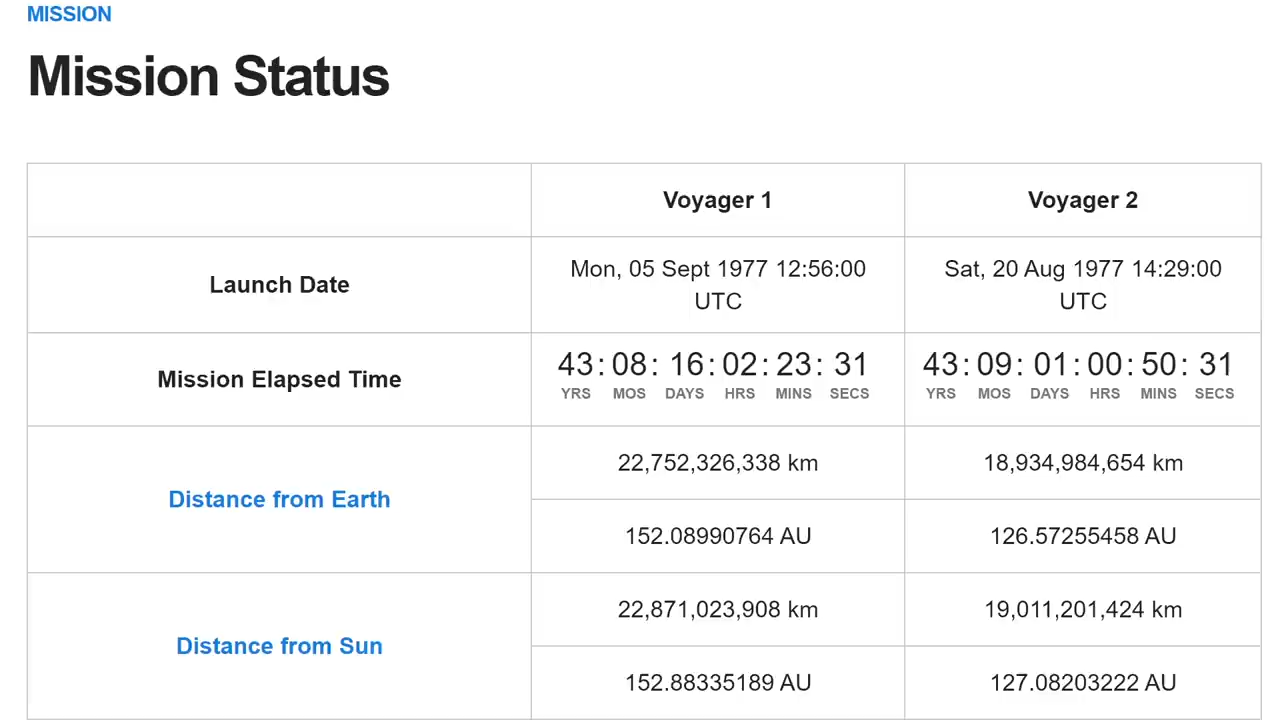 MISSION
Mission Status
Voyager 1 Voyager 2
Launch Date Mon, 05 Sept 1977 12:56:00 UTC Sat, 20 Aug 1977 14:29:00 UTC
Mission Elapsed Time 43:08:16:02:23:31 43:09:01:00:50:31
YRS MOS DAYS HRS MINS SECS YRS MOS DAYS HRS MINS SECS
Distance from Earth 22,752,326,338 km 18,934,984,654 km
152.08990764 AU 126.57255458 AU
Distance from Sun 22,871,023,908 km 19,011,201,424 km
152.88335189 AU 127.08203222 AU